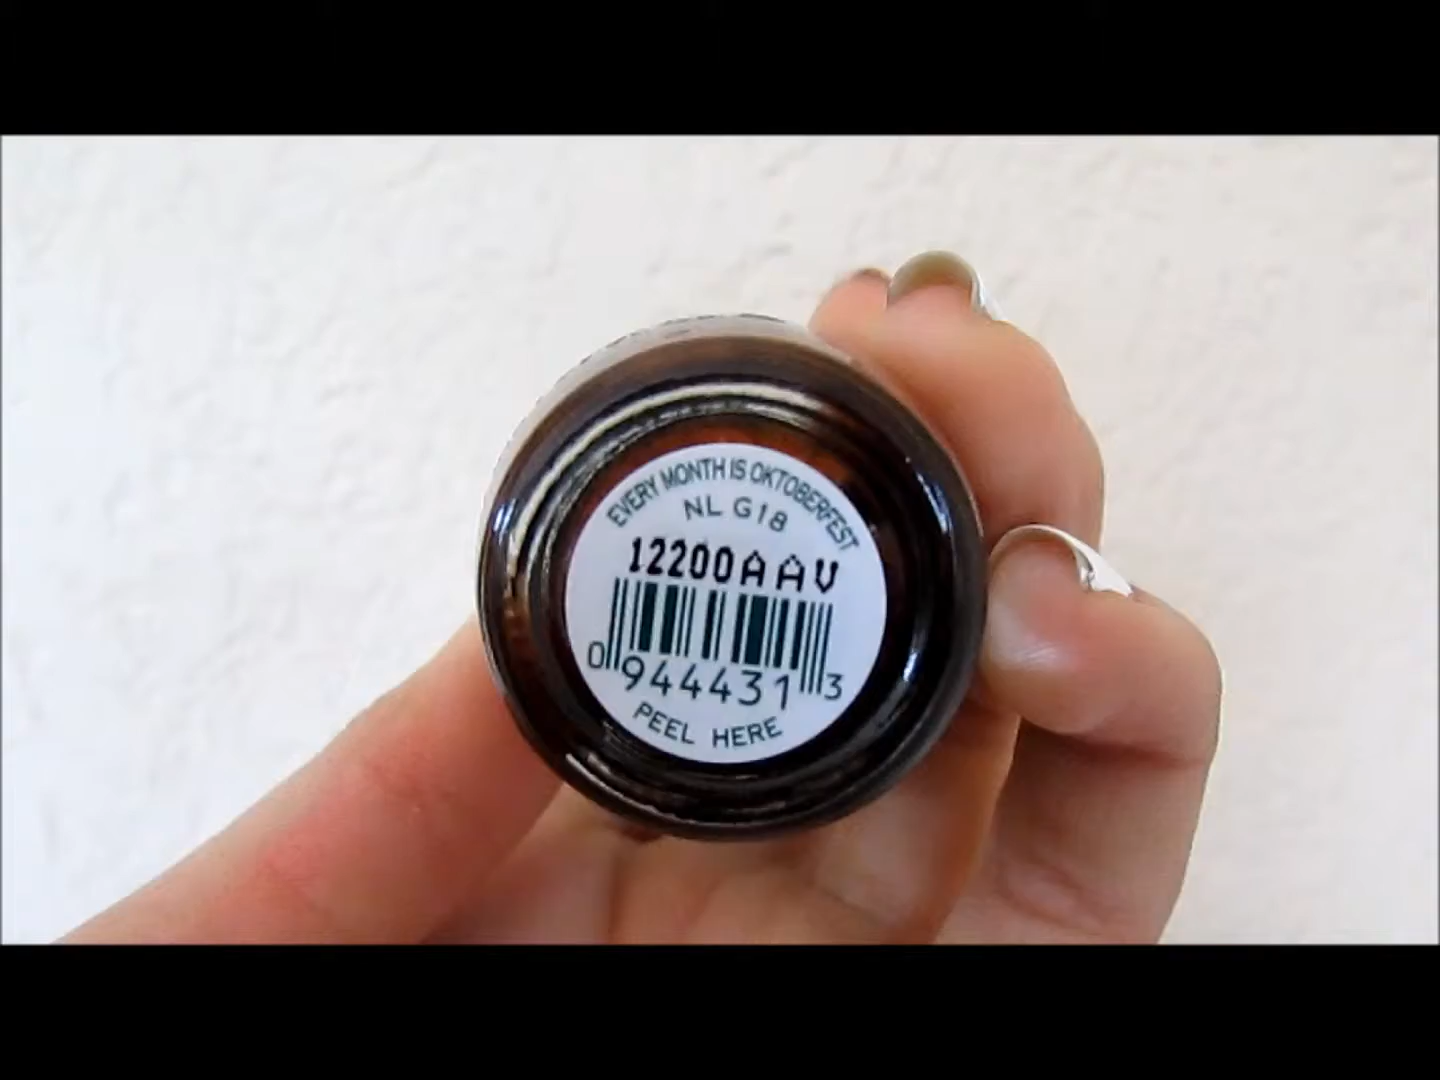 EVERY MONTH IS OKTOBERFEST
NL G18
12200AAV
0 944431 3
PEEL HERE